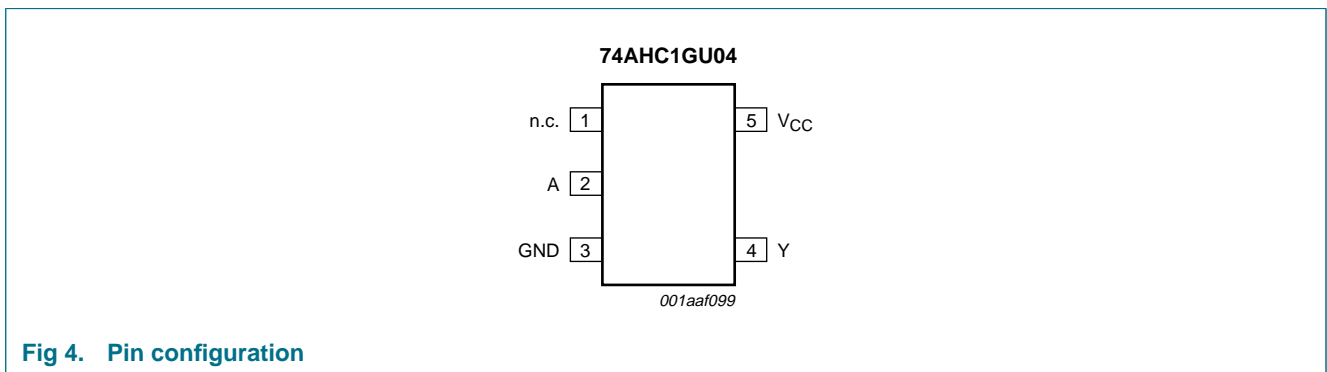 74AHC1GU04
n.c. 1
5 VCC
A 2
GND 3
4 Y
001aaf099
Fig 4. Pin configuration